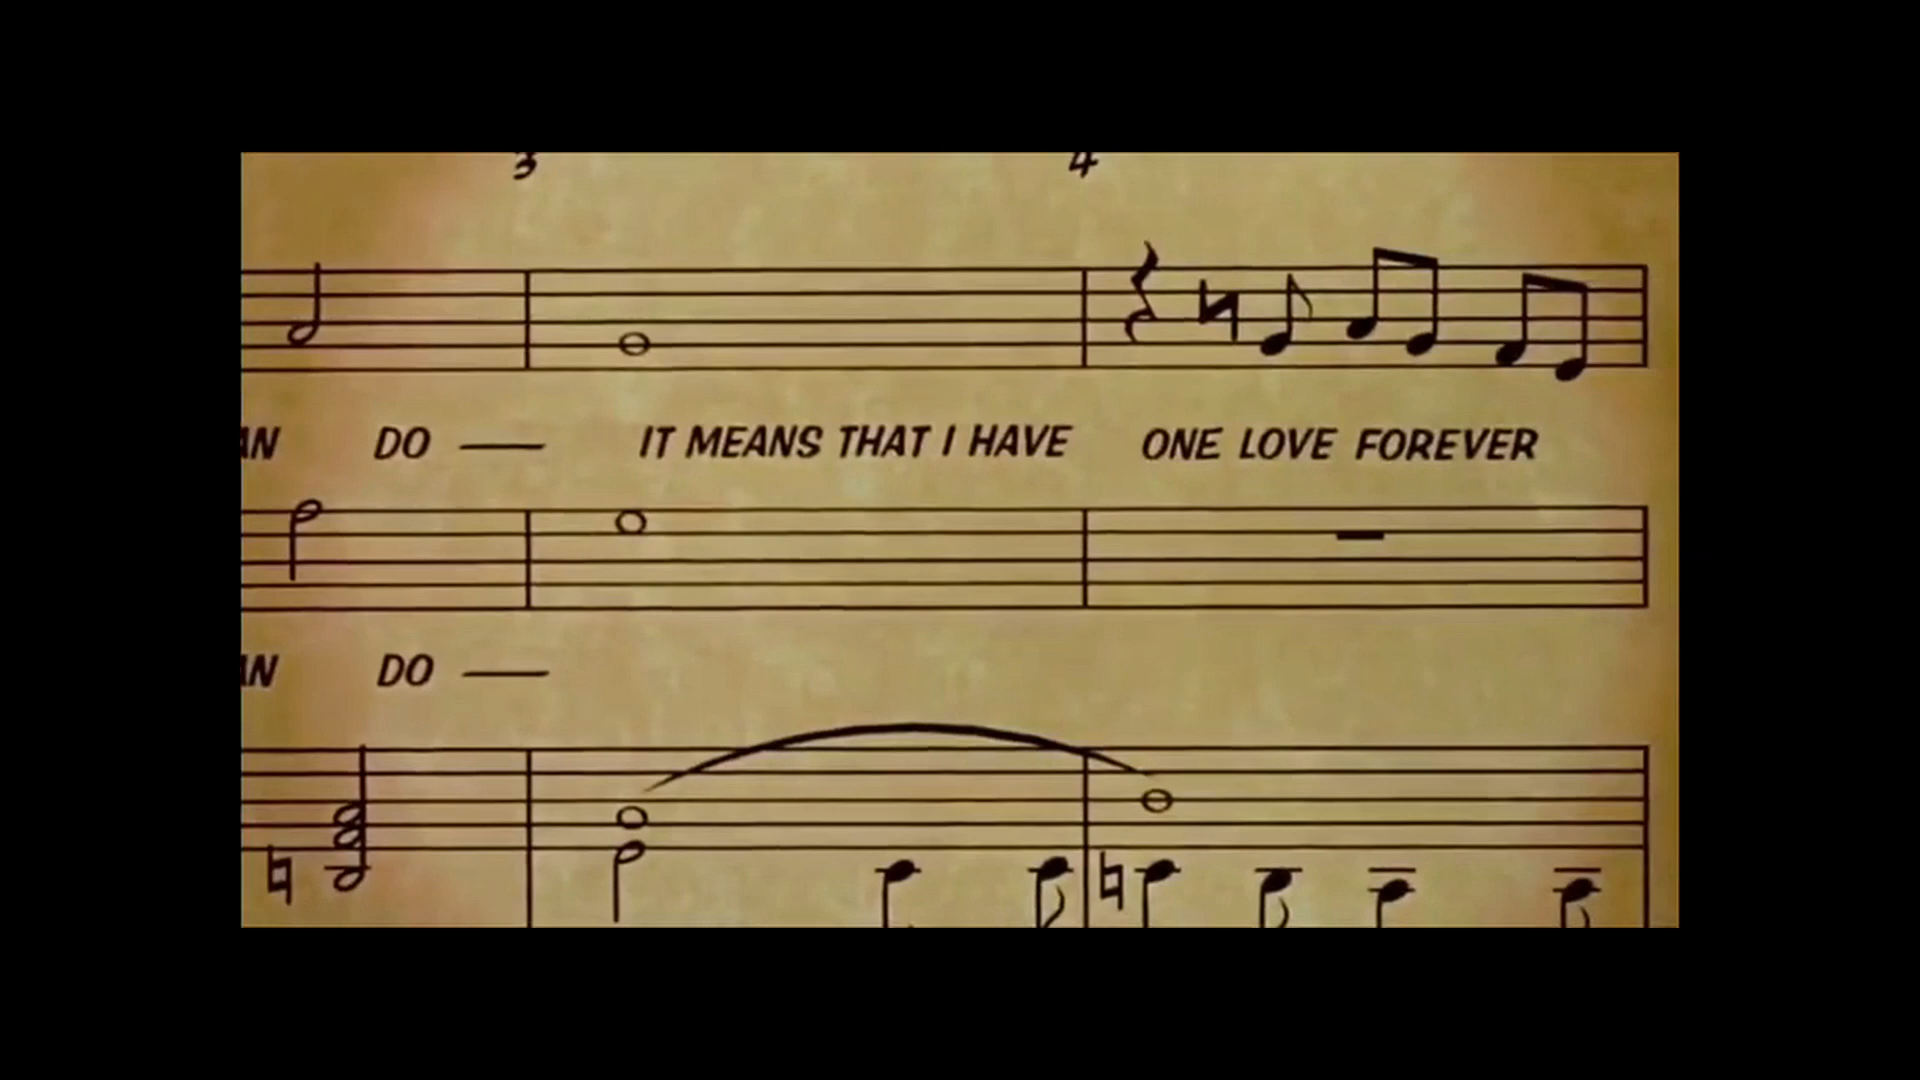 3 4
DO — IT MEANS THAT I HAVE ONE LOVE FOREVER
DO —